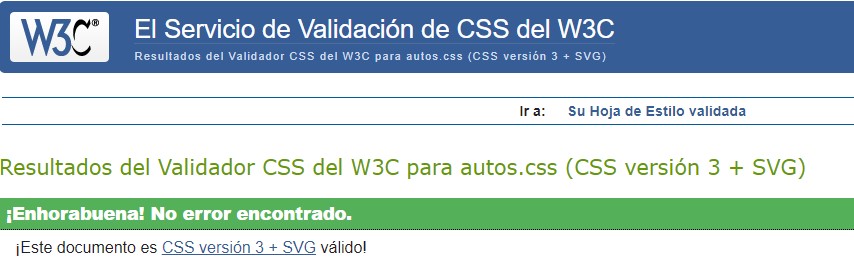 W3C®
El Servicio de Validación de CSS del W3C
Resultados del Validador CSS del W3C para autos.css (CSS versión 3 + SVG)
Ir a: Su Hoja de Estilo validada
Resultados del Validador CSS del W3C para autos.css (CSS versión 3 + SVG)
¡Enhorabuena! No error encontrado.
¡Este documento es CSS versión 3 + SVG válido!